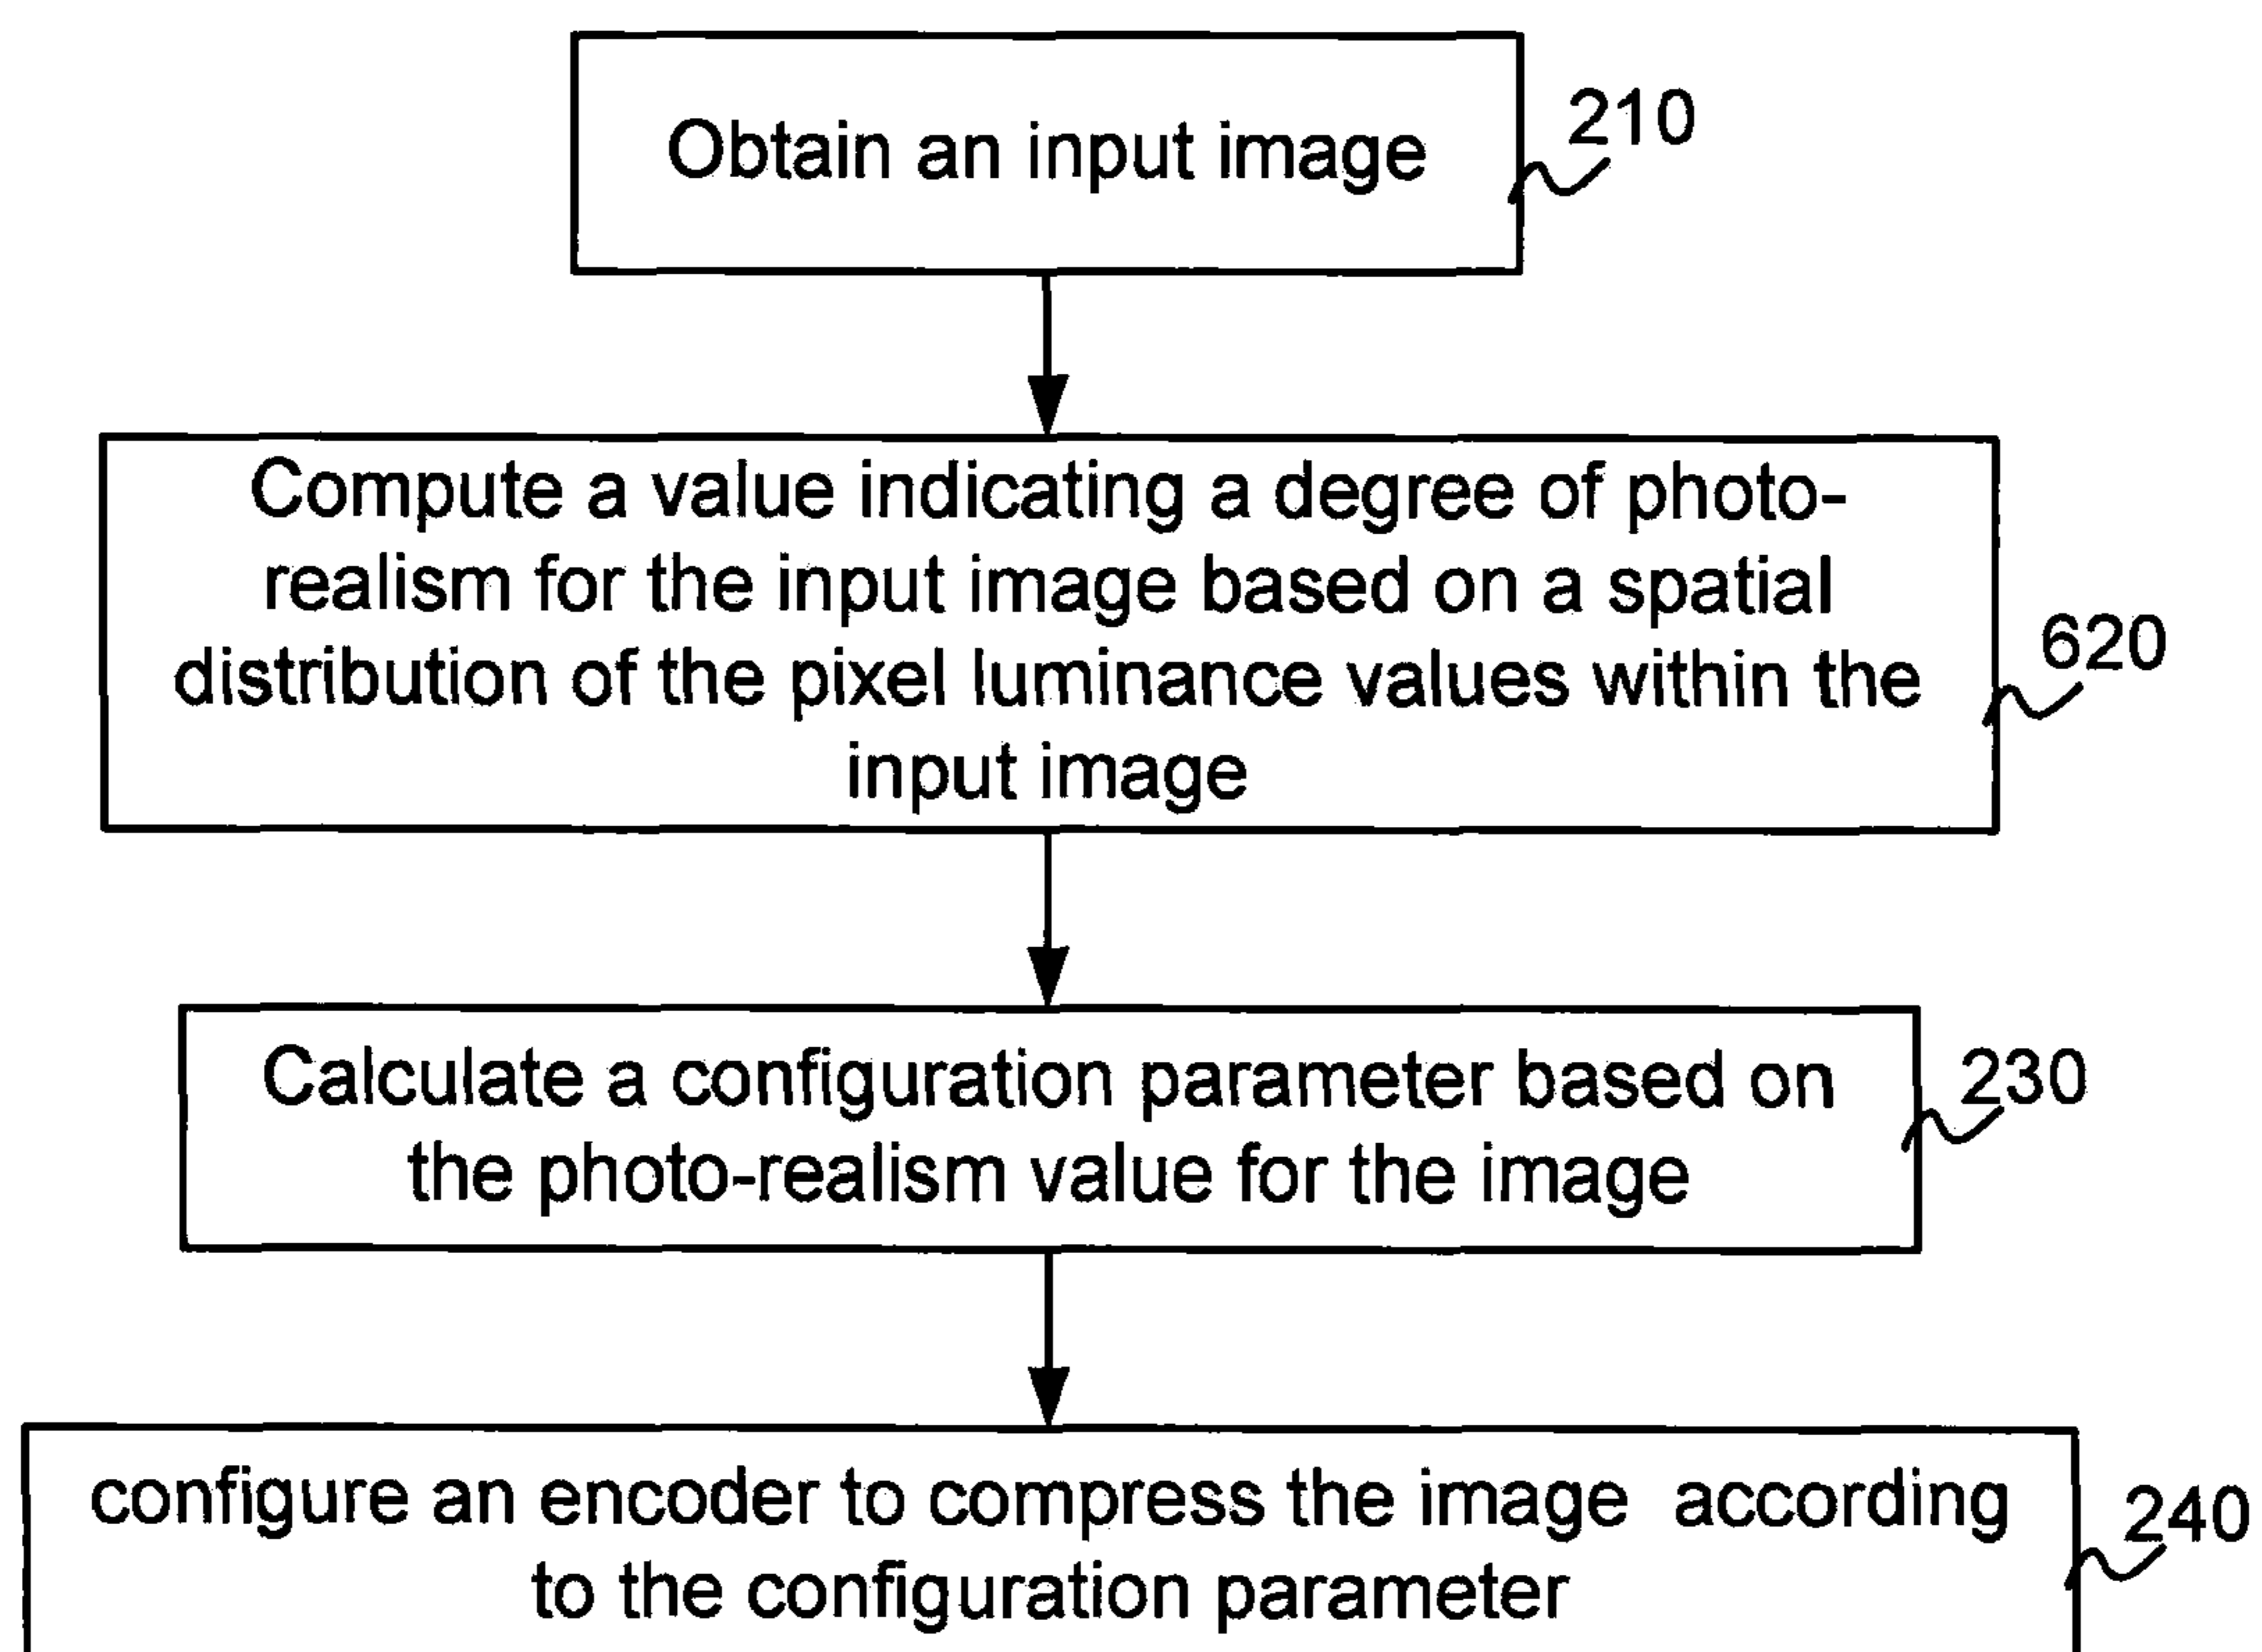 Obtain an input image
210
Compute a value indicating a degree of photo-
realism for the input image based on a spatial
distribution of the pixel luminance values within the
input image
620
Calculate a configuration parameter based on
the photo-realism value for the image
230
configure an encoder to compress the image according
to the configuration parameter
240